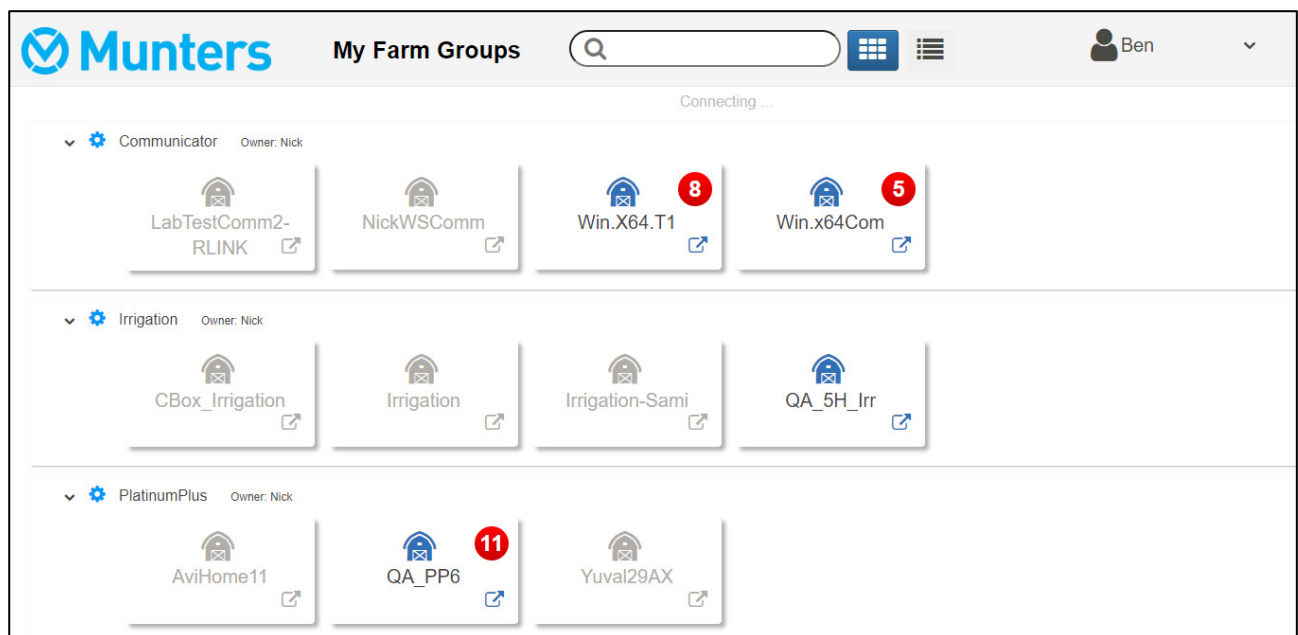 Munters My Farm Groups Ben
Connecting ...
Communicator Owner: Nick
8 5
LabTestComm2- NickWSComm Win.X64.T1 Win.x64Com
RLINK
Irrigation Owner: Nick
CBox_Irrigation Irrigation Irrigation-Sami QA_5H_Irr
PlatinumPlus Owner: Nick
11
AviHome11 QA_PP6 Yuval29AX